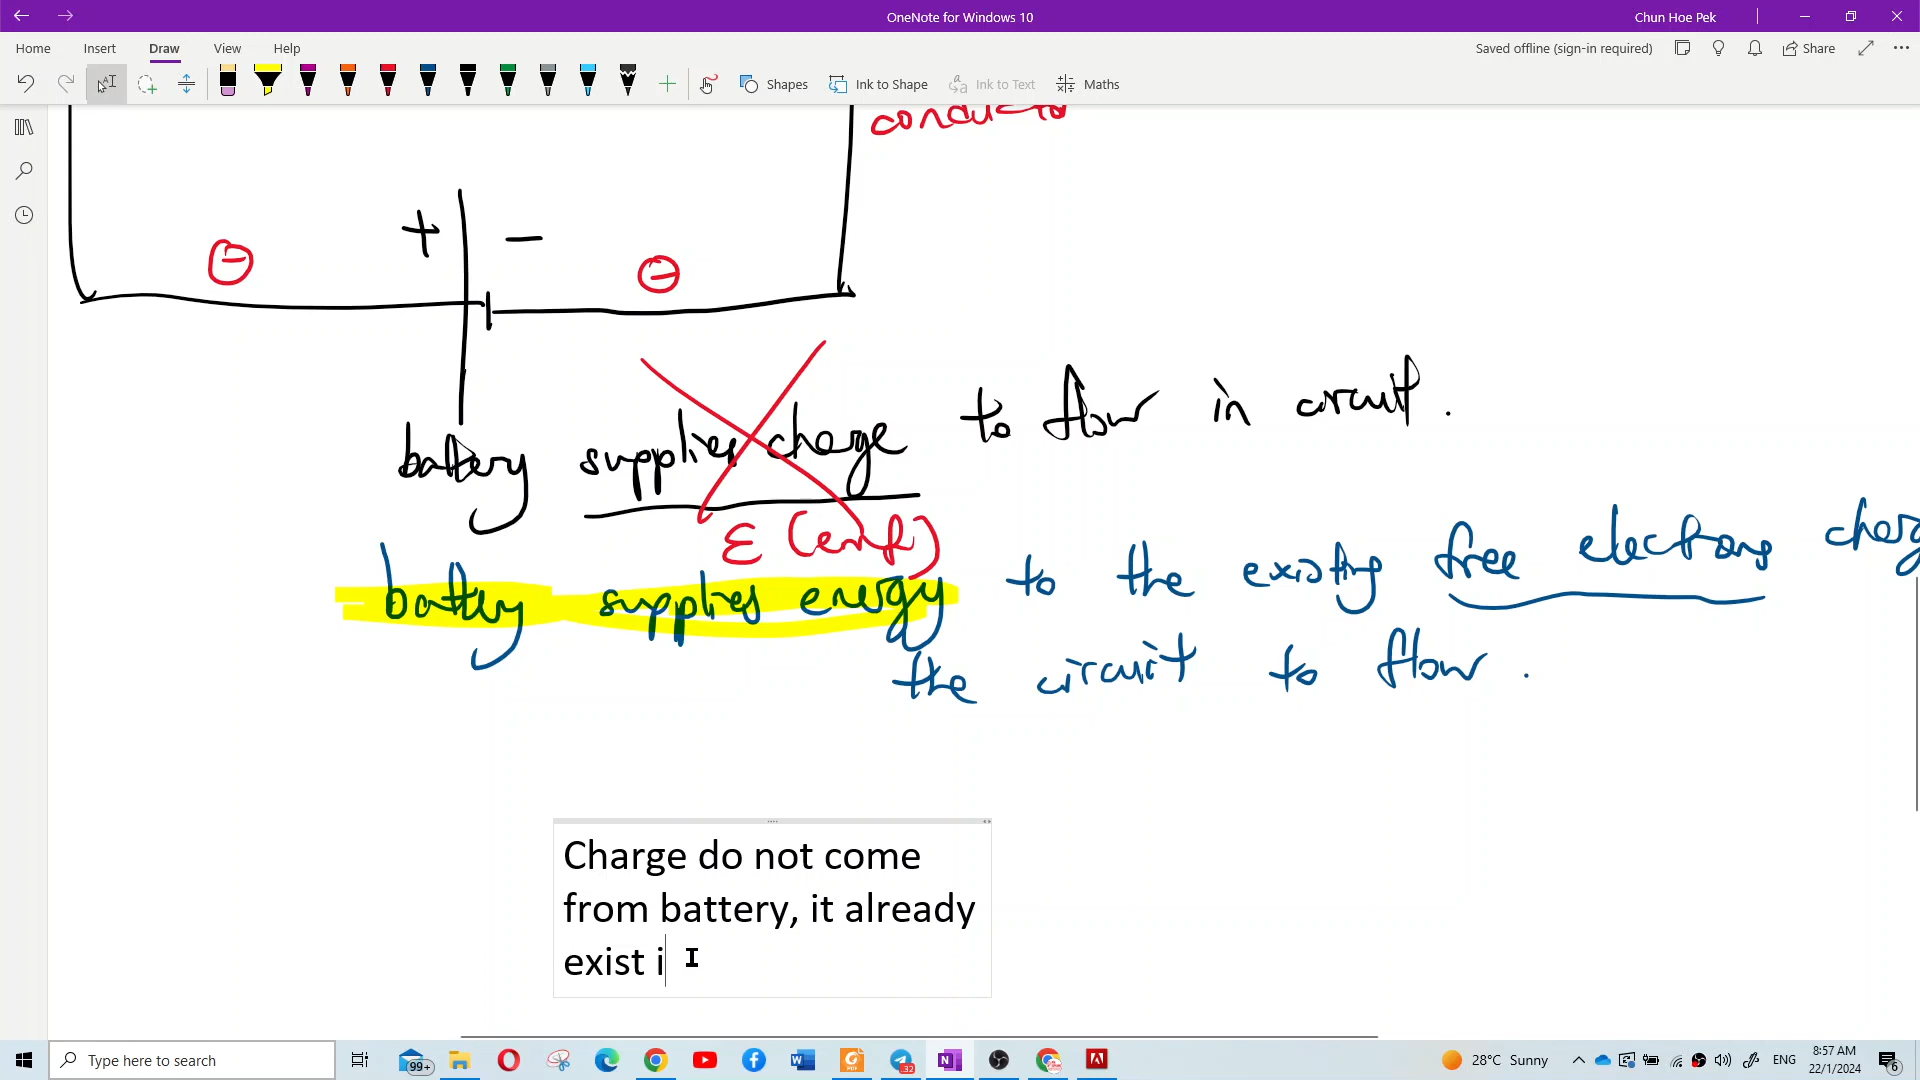 OneNote for Windows 10
Chun Hoe Pek
Home Insert Draw View Help
Saved offline (sign-in required)
Share
Shapes
Ink to Shape
Ink to Text
Maths
+ -
battery supplies charge to flow in circuit.
ε (emf)
battery supplies energy to the existing free electrons
the circuit to flow.
Charge do not come
from battery, it already
exist i
Type here to search
99+
32
28°C Sunny
ENG
8:57 AM
22/1/2024
6